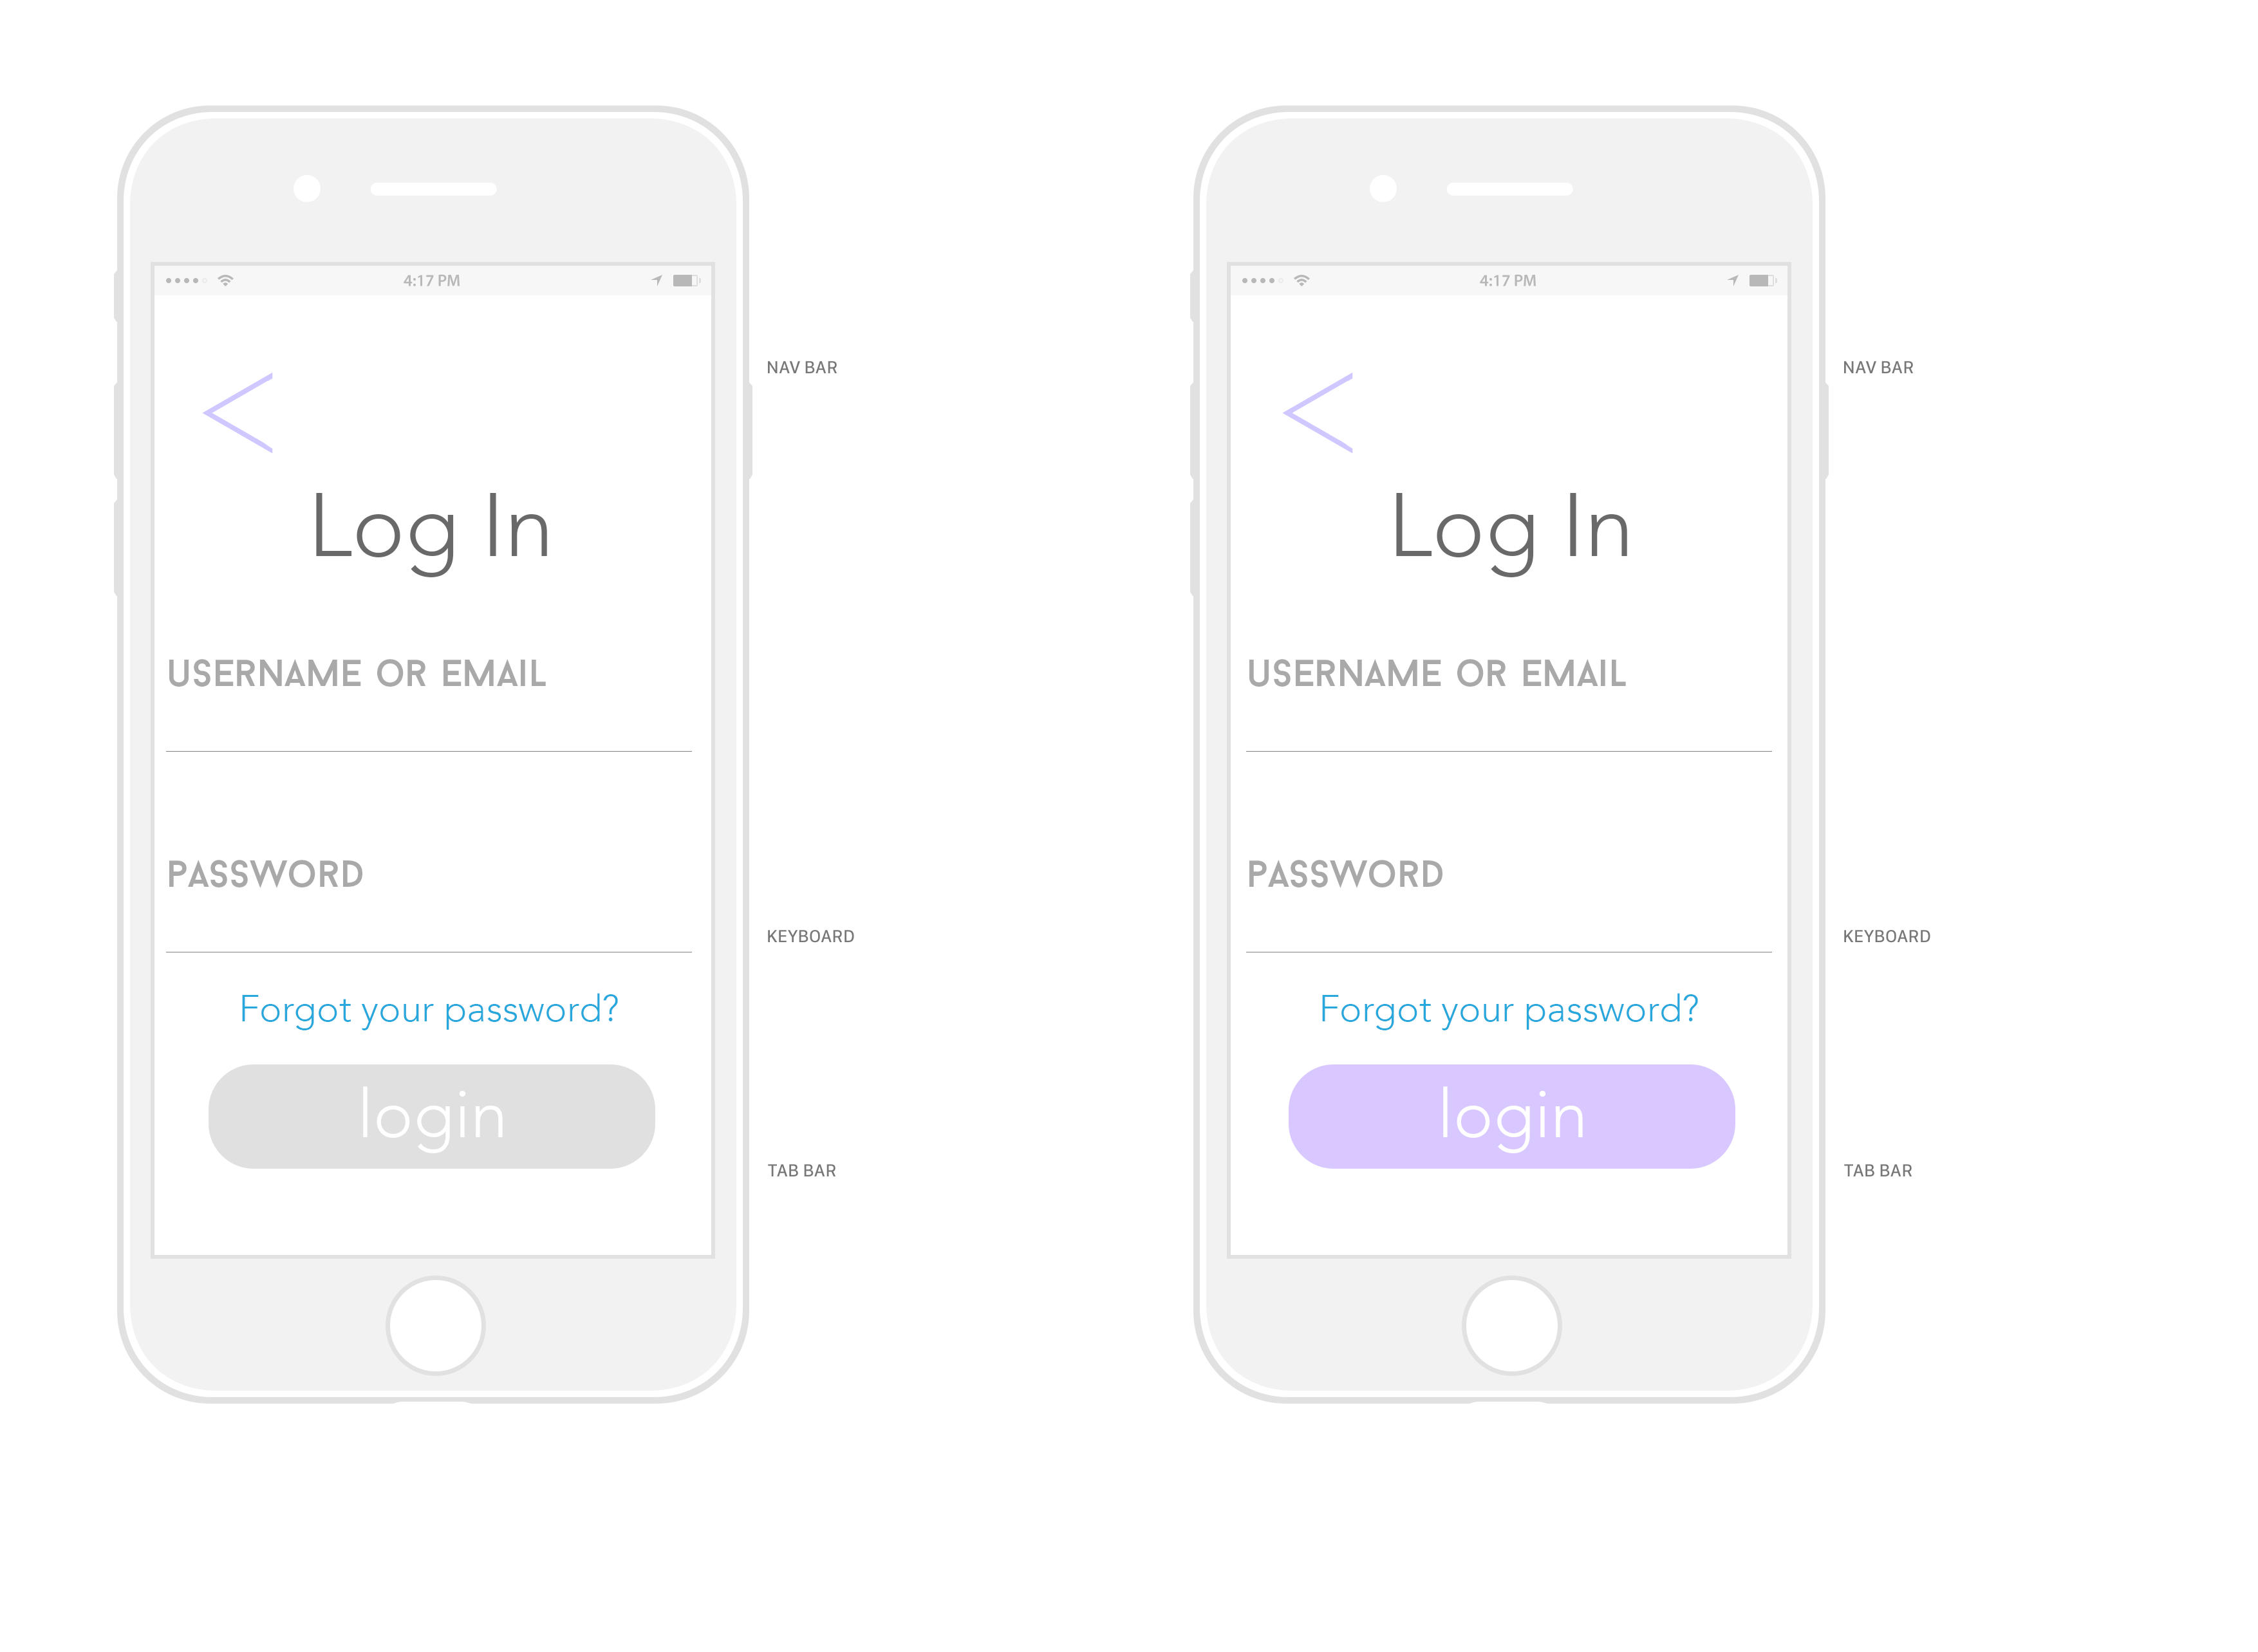 4:17 PM
NAV BAR
Log In
USERNAME OR EMAIL
PASSWORD
KEYBOARD
Forgot your password?
login
TAB BAR
4:17 PM
NAV BAR
Log In
USERNAME OR EMAIL
PASSWORD
KEYBOARD
Forgot your password?
login
TAB BAR